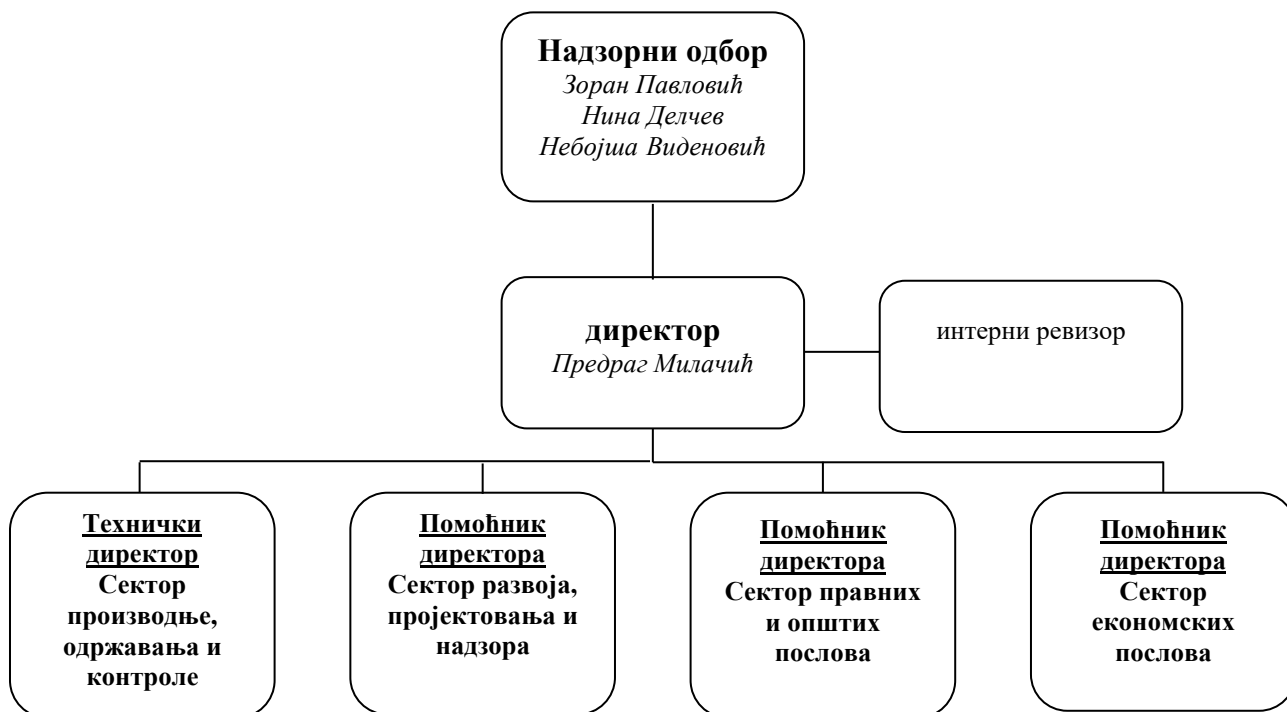 Надзорни одбор
Зоран Павловић
Нина Делчев
Небојша Виденовић
директор
Предраг Милачић
интерни ревизор
Технички
директор
Сектор
производње,
одржавања и
контроле
Помоћник
директора
Сектор развоја,
пројектовања и
надзора
Помоћник
директора
Сектор правних
и општих
послова
Помоћник
директора
Сектор
економских
послова